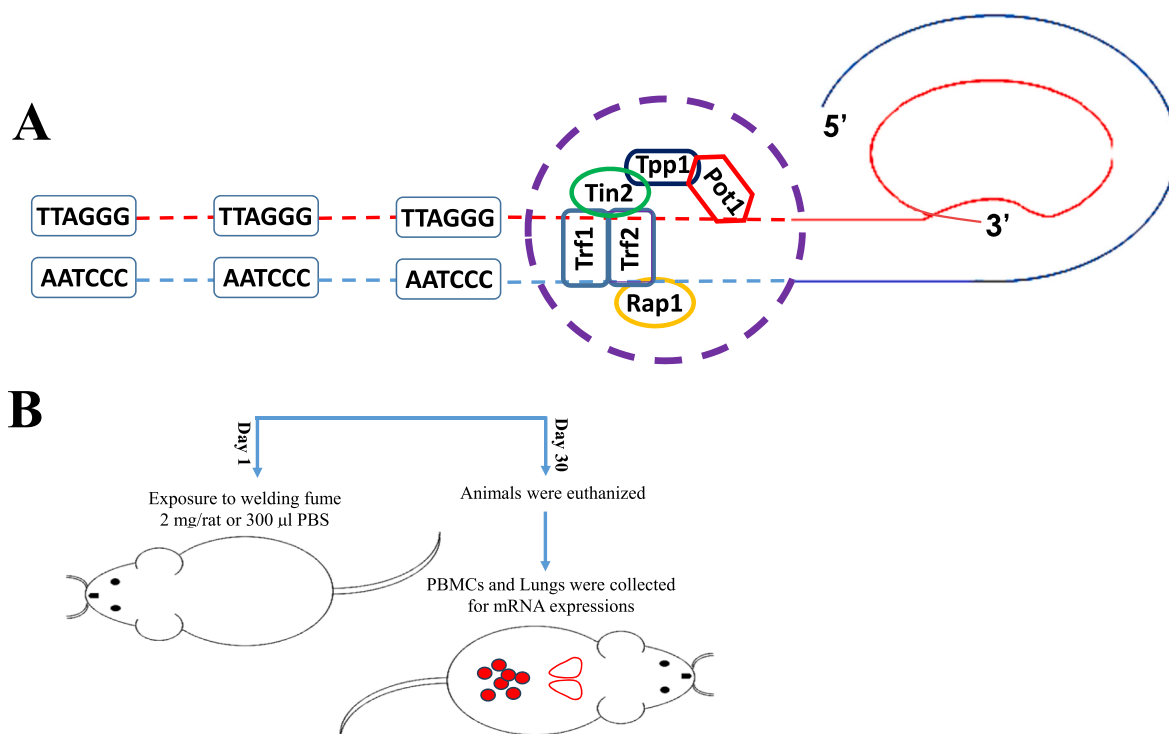 A
5’
Tpp1
Pot1
Tin2
TTAGGG TTAGGG TTAGGG
3’
Trf1 Trf2
AATCCC AATCCC AATCCC
Rap1
B
Day 1
Day 30
Exposure to welding fume
2 mg/rat or 300 µl PBS
Animals were euthanized
PBMCs and Lungs were collected
for mRNA expressions